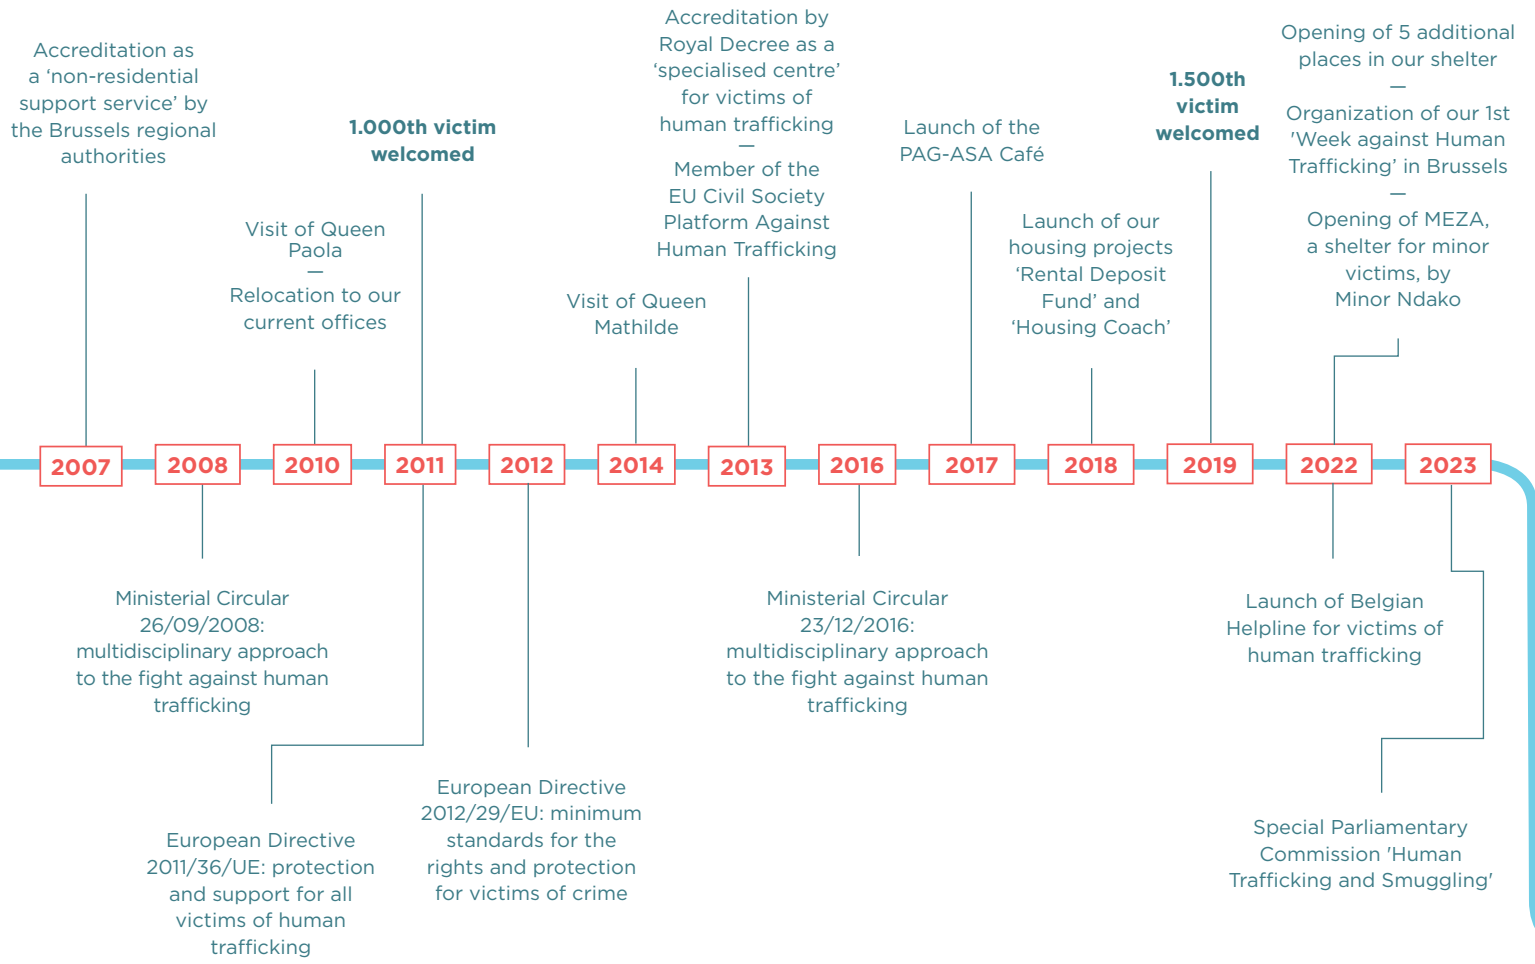 Accreditation as
a ‘non-residential
support service’ by
the Brussels regional
authorities
Visit of Queen
Paola
—
Relocation to our
current offices
1.000th victim
welcomed
Visit of Queen
Mathilde
Accreditation by
Royal Decree as a
‘specialised centre’
for victims of
human trafficking
—
Member of the
EU Civil Society
Platform Against
Human Trafficking
Launch of the
PAG-ASA Café
Launch of our
housing projects
‘Rental Deposit
Fund’ and
‘Housing Coach’
1.500th
victim
welcomed
Opening of 5 additional
places in our shelter
—
Organization of our 1st
'Week against Human
Trafficking’ in Brussels
—
Opening of MEZA,
a shelter for minor
victims, by
Minor Ndako
2007
2008
2010
2011
2012
2014
2013
2016
2017
2018
2019
2022
2023
Ministerial Circular
26/09/2008:
multidisciplinary approach
to the fight against human
trafficking
European Directive
2011/36/UE: protection
and support for all
victims of human
trafficking
European Directive
2012/29/EU: minimum
standards for the
rights and protection
for victims of crime
Ministerial Circular
23/12/2016:
multidisciplinary approach
to the fight against human
trafficking
Launch of Belgian
Helpline for victims of
human trafficking
Special Parliamentary
Commission 'Human
Trafficking and Smuggling'